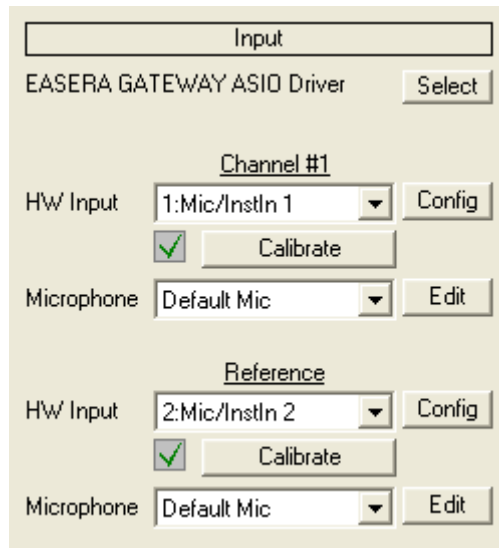 Input
EASERA GATEWAY ASIO Driver Select
Channel #1
HW Input 1:Mic/InstIn 1 Config
Calibrate
Microphone Default Mic Edit
Reference
HW Input 2:Mic/InstIn 2 Config
Calibrate
Microphone Default Mic Edit